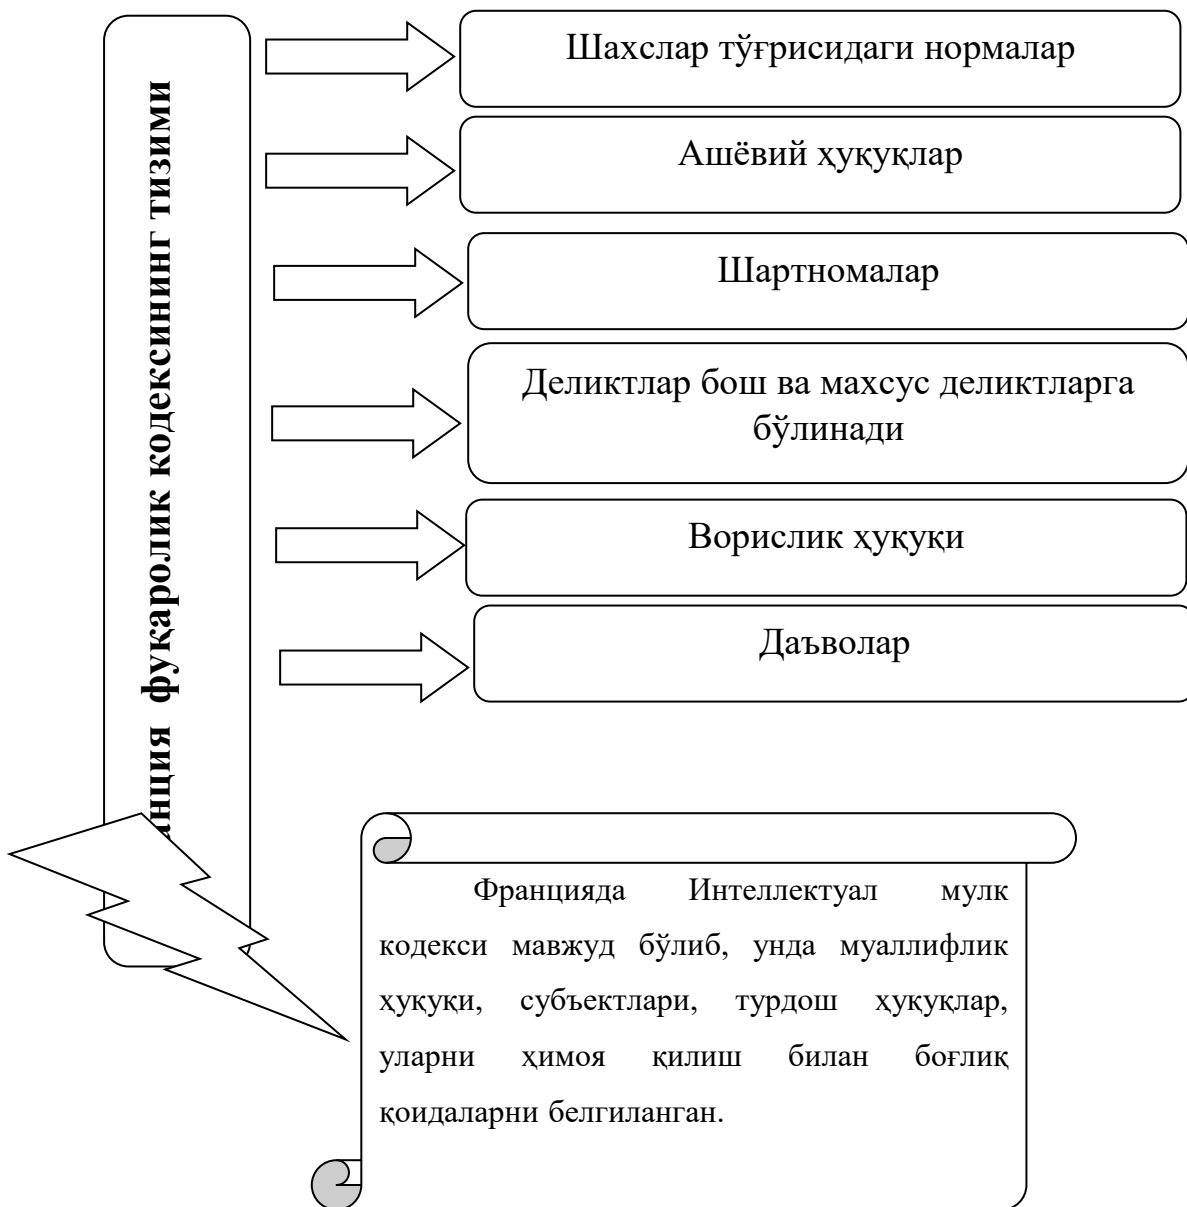 анция фуқаролик кодексининг тизими
Шахслар тўғрисидаги нормалар
Ашёвий ҳуқуқлар
Шартномалар
Деликтлар бош ва махсус деликтларга
бўлинади
Ворислик ҳуқуқи
Даъволар
Францияда Интеллектуал мулк
кодекси мавжуд бўлиб, унда муаллифлик
ҳуқуқи, субъектлари, турдош ҳуқуқлар,
уларни ҳимоя қилиш билан боғлиқ
қоидаларни белгиланган.